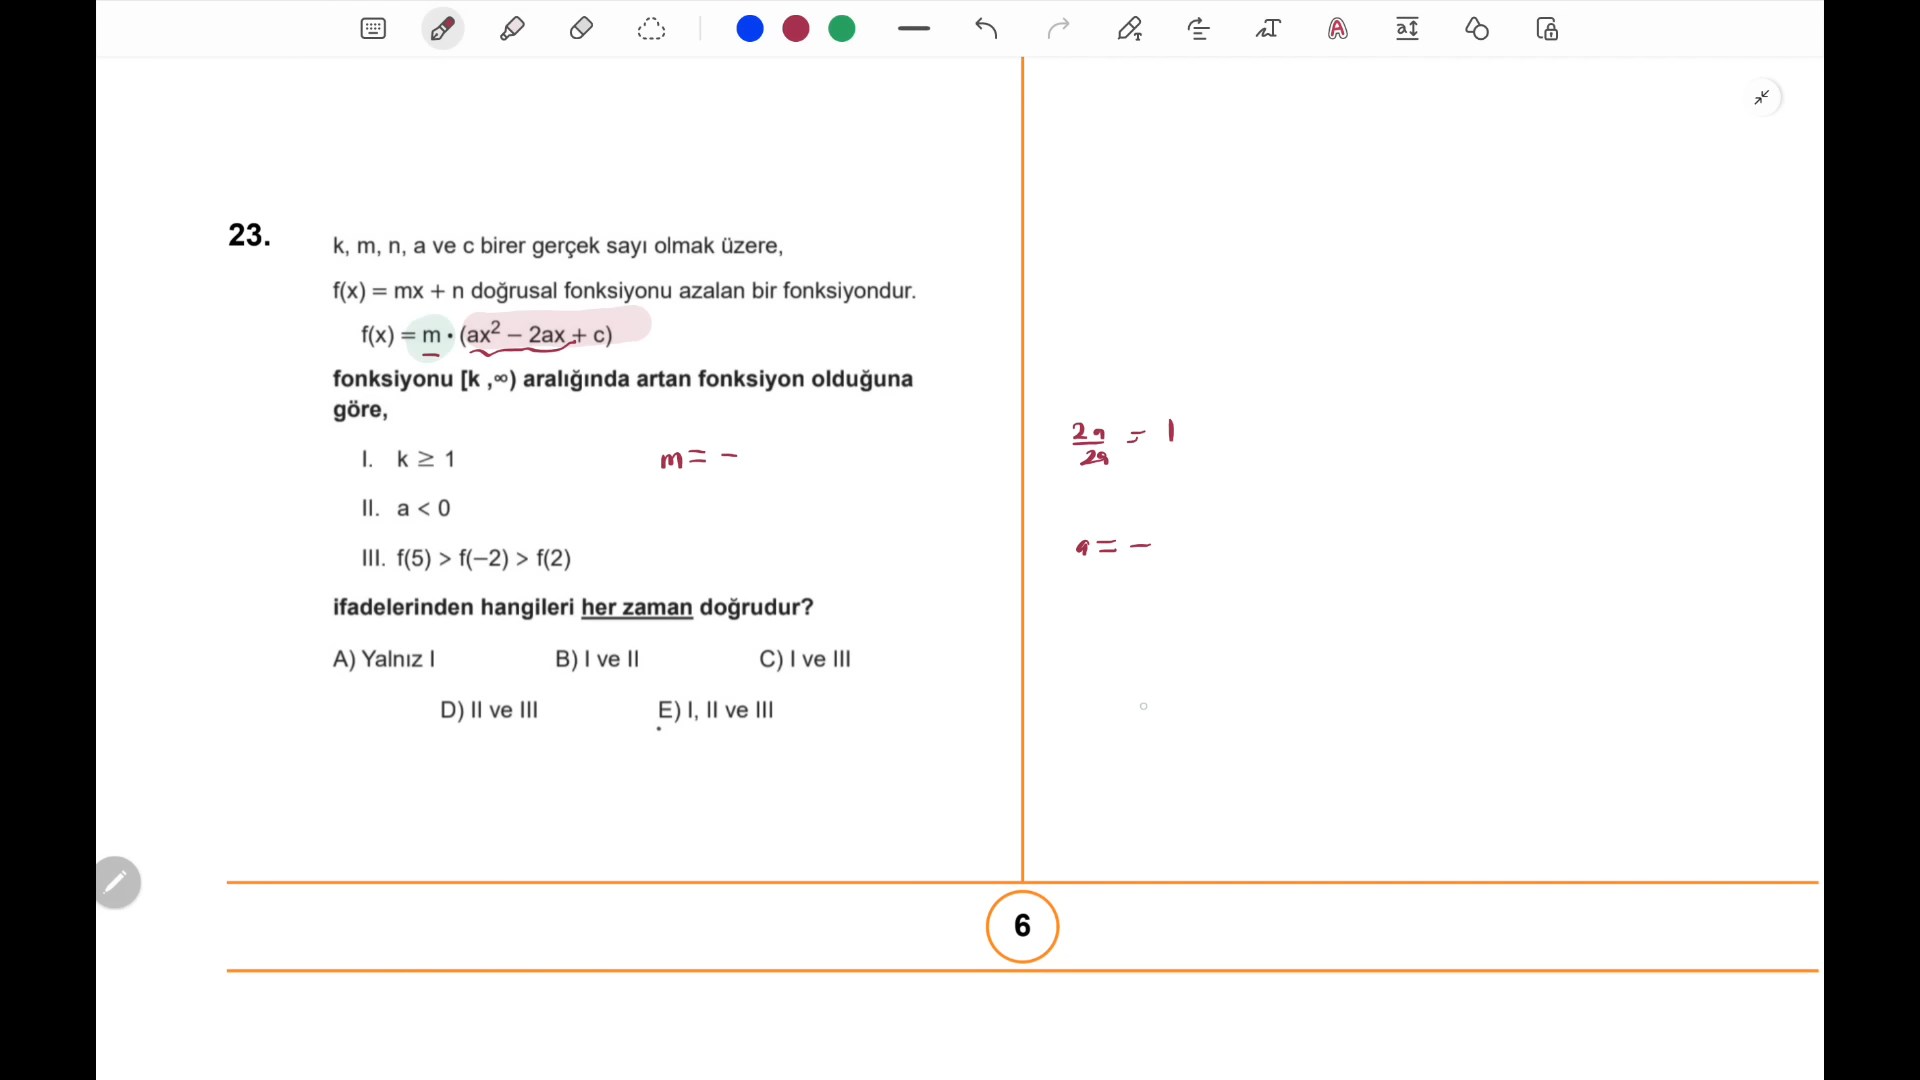 23.
k, m, n, a ve c birer gerçek sayı olmak üzere,
f(x) = mx + n doğrusal fonksiyonu azalan bir fonksiyondur.
f(x) = m · (ax² − 2ax + c)
fonksiyonu [k ,∞) aralığında artan fonksiyon olduğuna
göre,
I. k ≥ 1
m = −
II. a < 0
III. f(5) > f(−2) > f(2)
ifadelerinden hangileri her zaman doğrudur?
A) Yalnız I B) I ve II C) I ve III
D) II ve III E) I, II ve III
2a/2a = 1
a = −
6